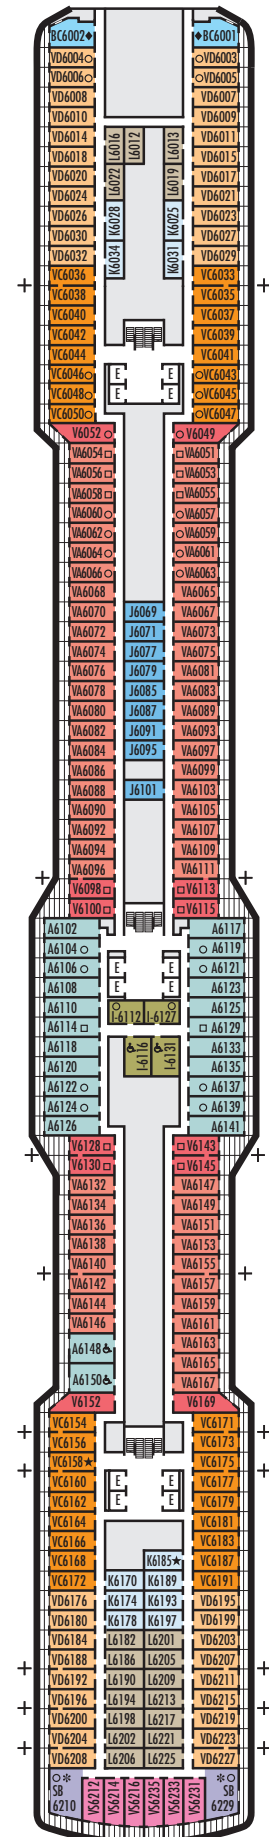 BC6002♦ ♦BC6001
VD6004○ ○VD6003
VD6006○ ○VD6005
VD6008 VD6007
VD6010 VD6009
VD6014 L6016 L6012 L6013 VD6011
VD6018 VD6015
VD6020 L6022 L6019 VD6017
VD6024 VD6021
VD6026 K6028 K6025 VD6023
VD6030 VD6027
VD6032 K6034 K6031 VD6029
VC6036 VC6033
VC6038 VC6035
VC6040 VC6037
VC6042 VC6039
VC6044 VC6041
VC6046○ E E ○VC6043
VC6048○ E E ○VC6045
VC6050○ ○VC6047
V6052○ ○V6049
VA6054□ □VA6051
VA6056□ □VA6053
VA6058□ □VA6055
VA6060○ ○VA6057
VA6062○ ○VA6059
VA6064○ ○VA6061
VA6066○ ○VA6063
VA6068 VA6065
VA6070 J6069 VA6067
VA6072 J6071 VA6073
VA6074 J6077 VA6075
VA6076 J6079 VA6081
VA6078 J6085 VA6083
VA6080 J6087 VA6089
VA6082 J6091 VA6093
VA6084 J6095 VA6097
VA6086 VA6099
VA6088 J6101 VA6103
VA6090 VA6105
VA6092 VA6107
VA6094 VA6109
VA6096 VA6111
V6098□ □V6113
V6100□ □V6115
A6102 A6117
A6104○ ○A6119
A6106○ E E ○A6121
A6108 E E A6123
A6110 I-6112 ○ I-6127 ○ A6125
A6114□ □A6129
A6118 I-6116♿ I-6131♿ A6133
A6120 A6135
A6122○ ○A6137
A6124○ ○A6139
A6126 A6141
V6128□ □V6143
V6130□ □V6145
VA6132 VA6147
VA6134 VA6149
VA6136 VA6151
VA6138 VA6153
VA6140 VA6155
VA6142 VA6157
VA6144 VA6159
VA6146 VA6161
A6148♿ VA6163
VA6165
A6150♿ VA6167
V6152 V6169
VC6154 VC6171
VC6156 VC6173
VC6158★ VC6175
VC6160 E E VC6177
VC6162 E E VC6179
VC6164 VC6181
VC6166 VC6183
VC6168 K6185★ VC6187
VC6172 K6170 K6189 VC6191
VD6176 K6174 K6193 VD6195
VD6180 K6178 K6197 VD6199
VD6184 L6182 L6201 VD6203
VD6188 L6186 L6205 VD6207
VD6192 L6190 L6209 VD6211
VD6196 L6194 L6213 VD6215
VD6200 L6198 L6217 VD6219
VD6204 L6202 L6221 VD6223
VD6208 L6206 L6225 VD6227
○✻ ✻○
SB 6210 VS6212 VS6214 VS6216 VS6235 VS6233 VS6231 SB 6229